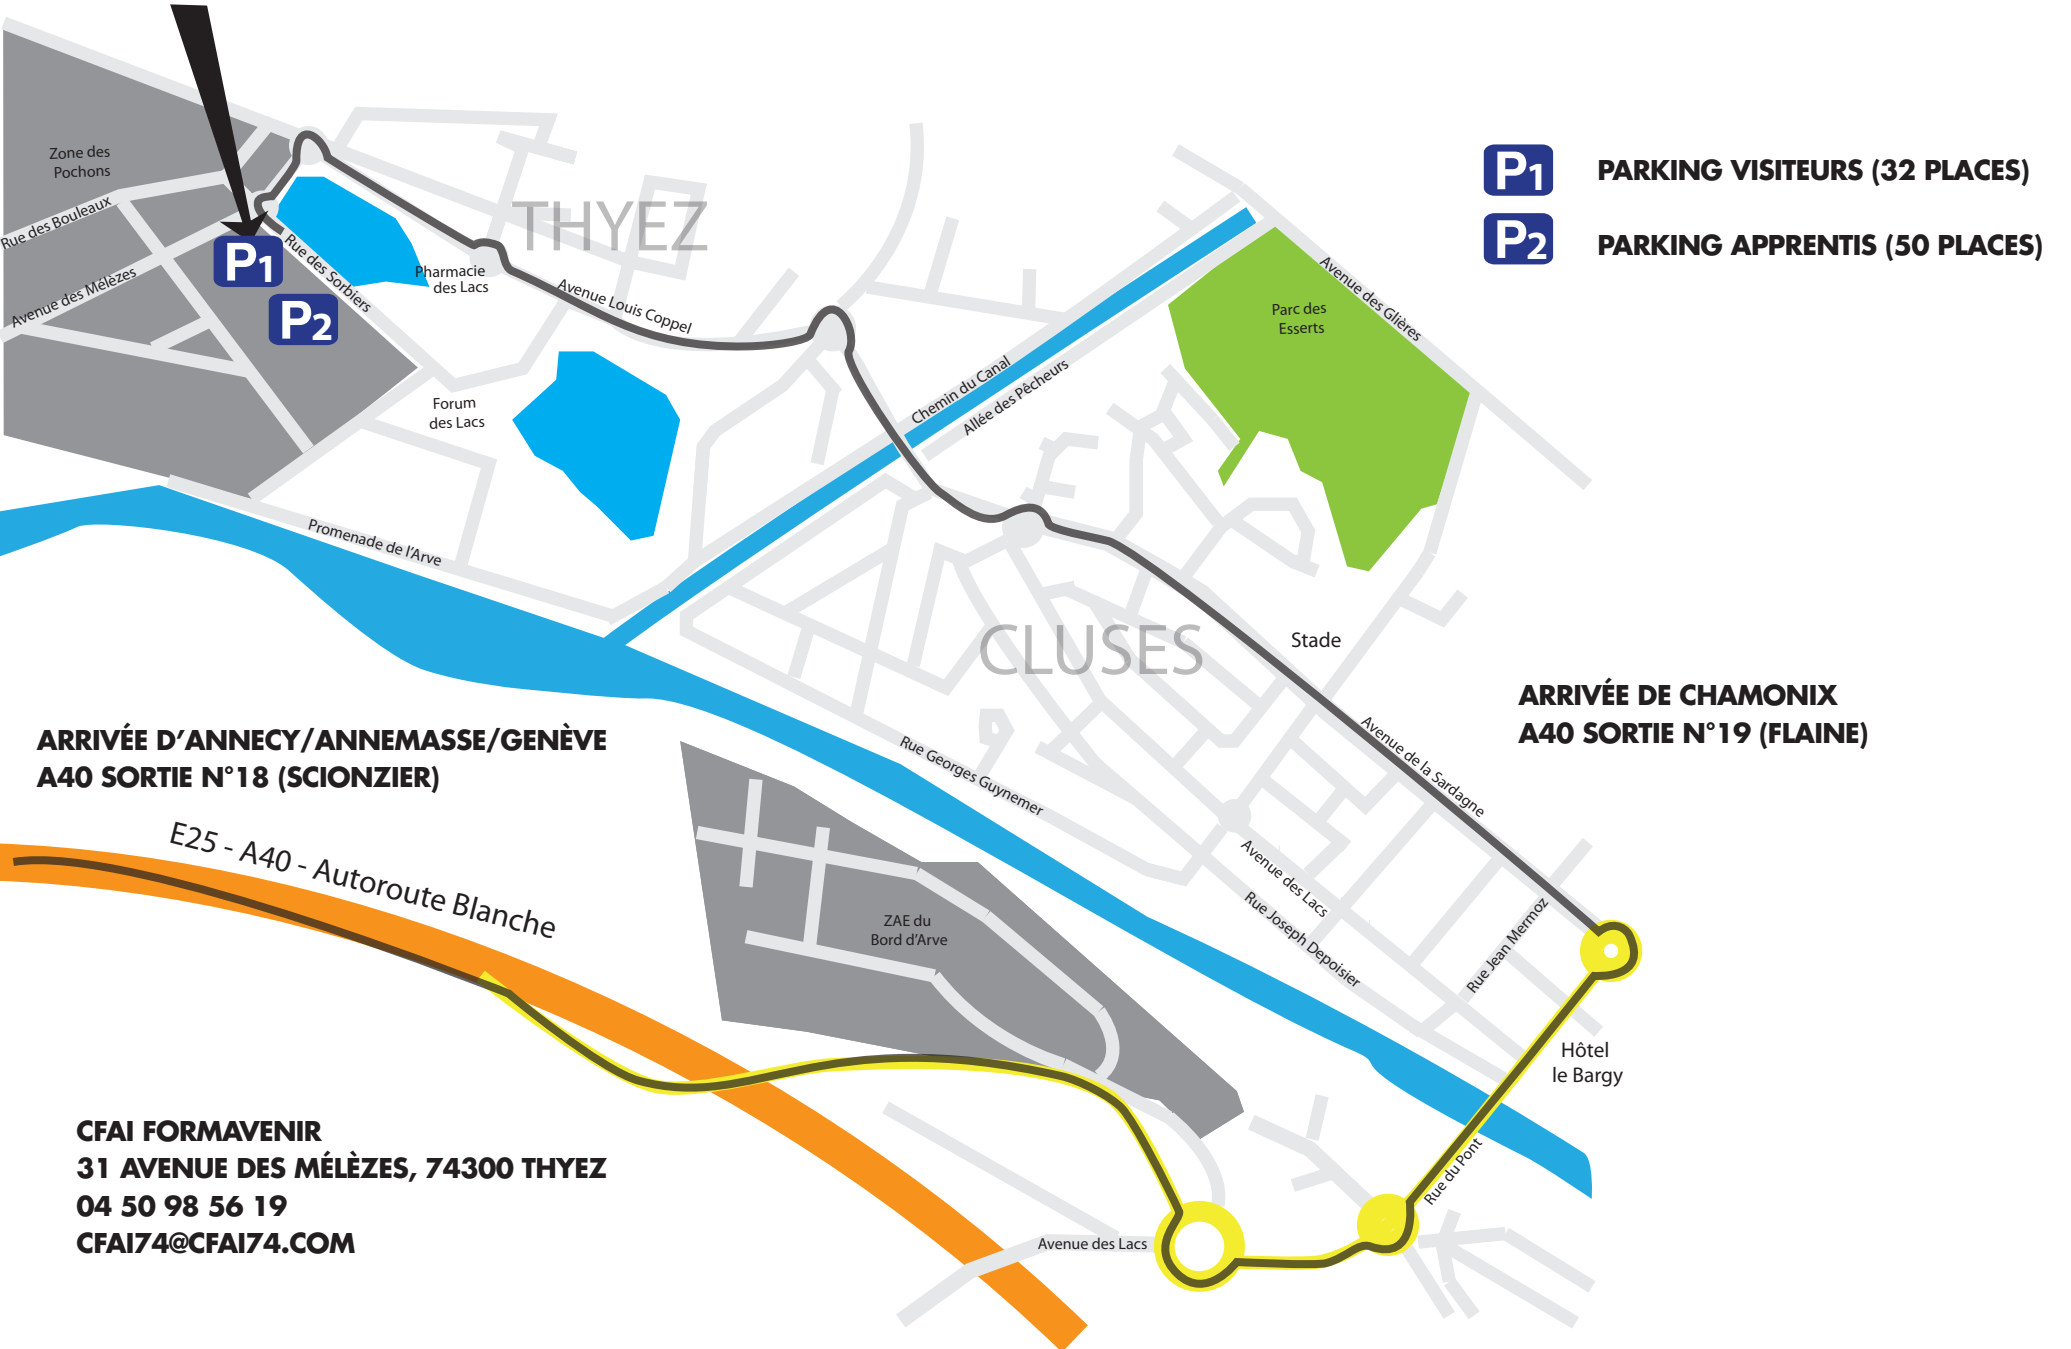 Zone des
Pochons
Rue des Bouleaux
Avenue des Mélèzes
P1
P2
Rue des Sorbiers
THYEZ
Pharmacie
des Lacs
Avenue Louis Coppel
Forum
des Lacs
Promenade de l'Arve
Chemin du Canal
Allée des Pêcheurs
Parc des
Esserts
Avenue des Glières
P1
PARKING VISITEURS (32 PLACES)
P2
PARKING APPRENTIS (50 PLACES)
CLUSES
Stade
ARRIVÉE DE CHAMONIX
A40 SORTIE N°19 (FLAINE)
Avenue de la Sardagne
Rue Georges Guynemer
ARRIVÉE D’ANNECY/ANNEMASSE/GENÈVE
A40 SORTIE N°18 (SCIONZIER)
E25 - A40 - Autoroute Blanche
ZAE du
Bord d'Arve
Avenue des Lacs
Rue Joseph Depoisier
Rue Jean Mermoz
Hôtel
le Bargy
Rue du Pont
Avenue des Lacs
CFAI FORMAVENIR
31 AVENUE DES MÉLÈZES, 74300 THYEZ
04 50 98 56 19
CFAI74@CFAI74.COM